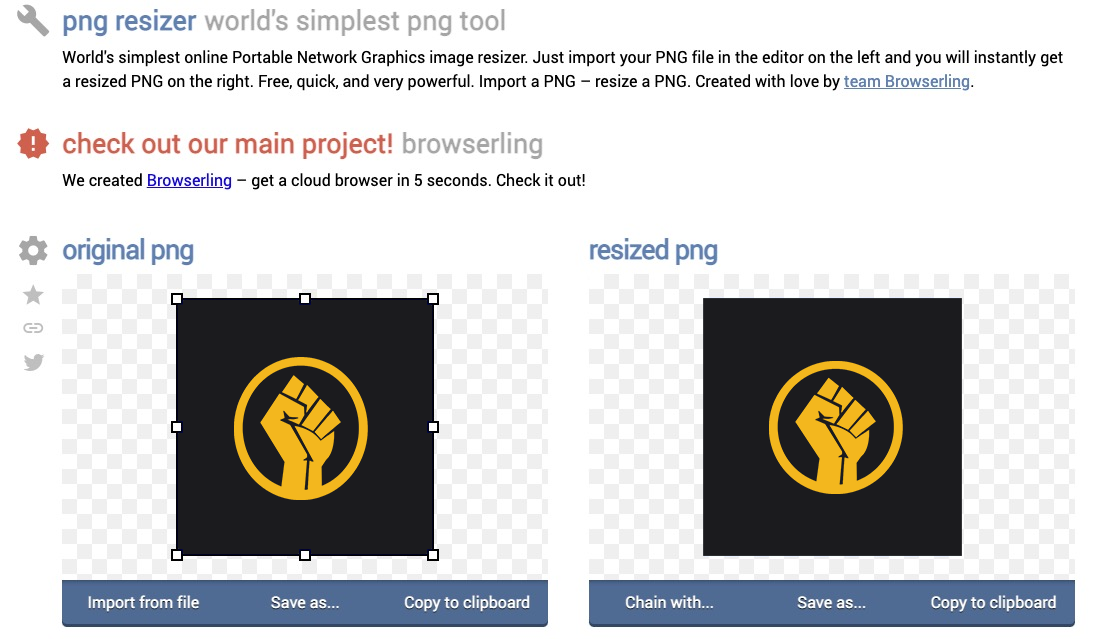 png resizer world's simplest png tool
World's simplest online Portable Network Graphics image resizer. Just import your PNG file in the editor on the left and you will instantly get
a resized PNG on the right. Free, quick, and very powerful. Import a PNG – resize a PNG. Created with love by team Browserling.
check out our main project! browserling
We created Browserling – get a cloud browser in 5 seconds. Check it out!
original png
resized png
Import from file
Save as...
Copy to clipboard
Chain with...
Save as...
Copy to clipboard